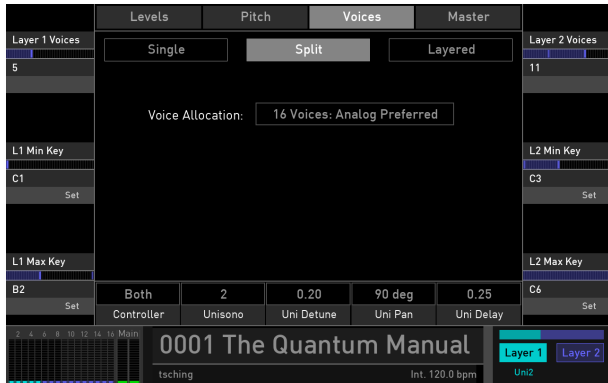 Levels Pitch Voices Master
Layer 1 Voices
5
Single Split Layered
Layer 2 Voices
11
Voice Allocation: 16 Voices: Analog Preferred
L1 Min Key
C1
Set
L2 Min Key
C3
Set
L1 Max Key
B2
Set
L2 Max Key
C6
Set
Both 2 0.20 90 deg 0.25
Controller Unisono Uni Detune Uni Pan Uni Delay
2 4 6 8 10 12 14 16 Main
0001 The Quantum Manual
tsching Int. 120.0 bpm
Layer 1 Layer 2
Uni2